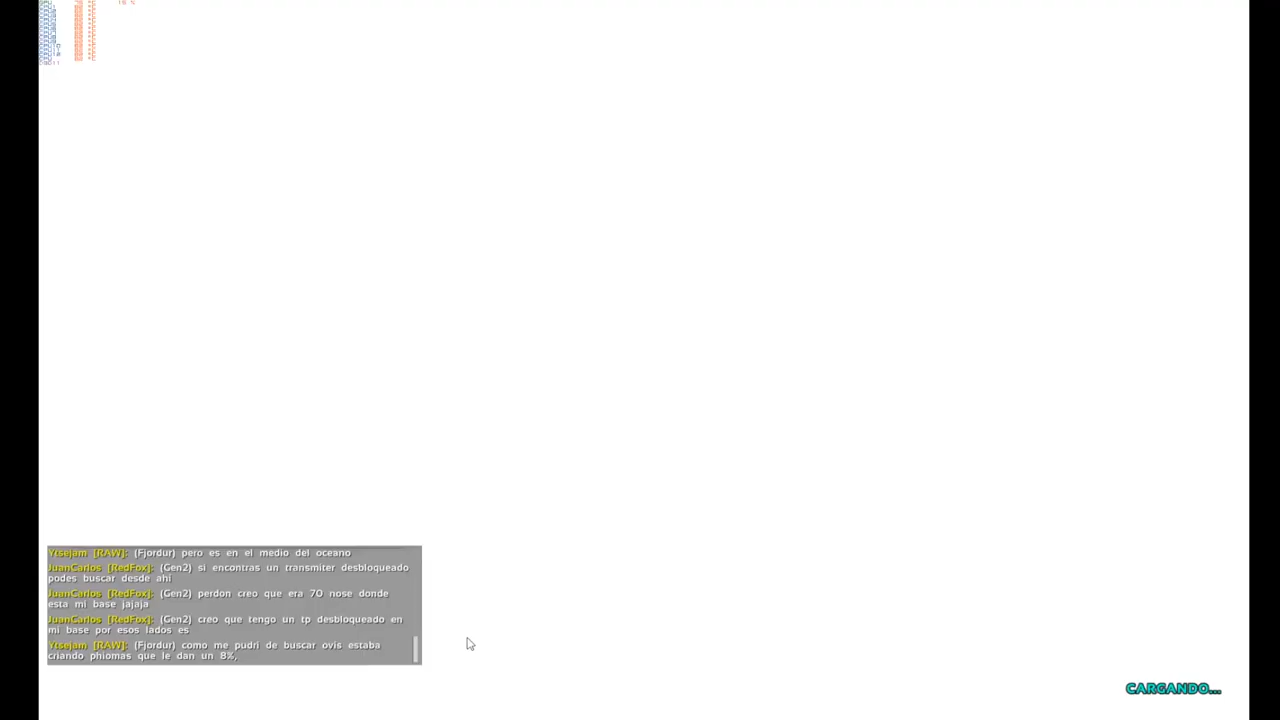 GPU
Ytsejam [RAW]: (Fjordur) pero es en el medio del oceano
JuanCarlos [RedFox]: (Gen2) si encontras un transmiter desbloqueado
podes buscar desde ahi
JuanCarlos [RedFox]: (Gen2) perdon creo que era 70 nose donde
esta mi base jajaja
JuanCarlos [RedFox]: (Gen2) creo que tengo un tp desbloqueado en
mi base por esos lados es
Ytsejam [RAW]: (Fjordur) como me pudri de buscar ovis estaba
criando phiomas que le dan un 8%,
CARGANDO...